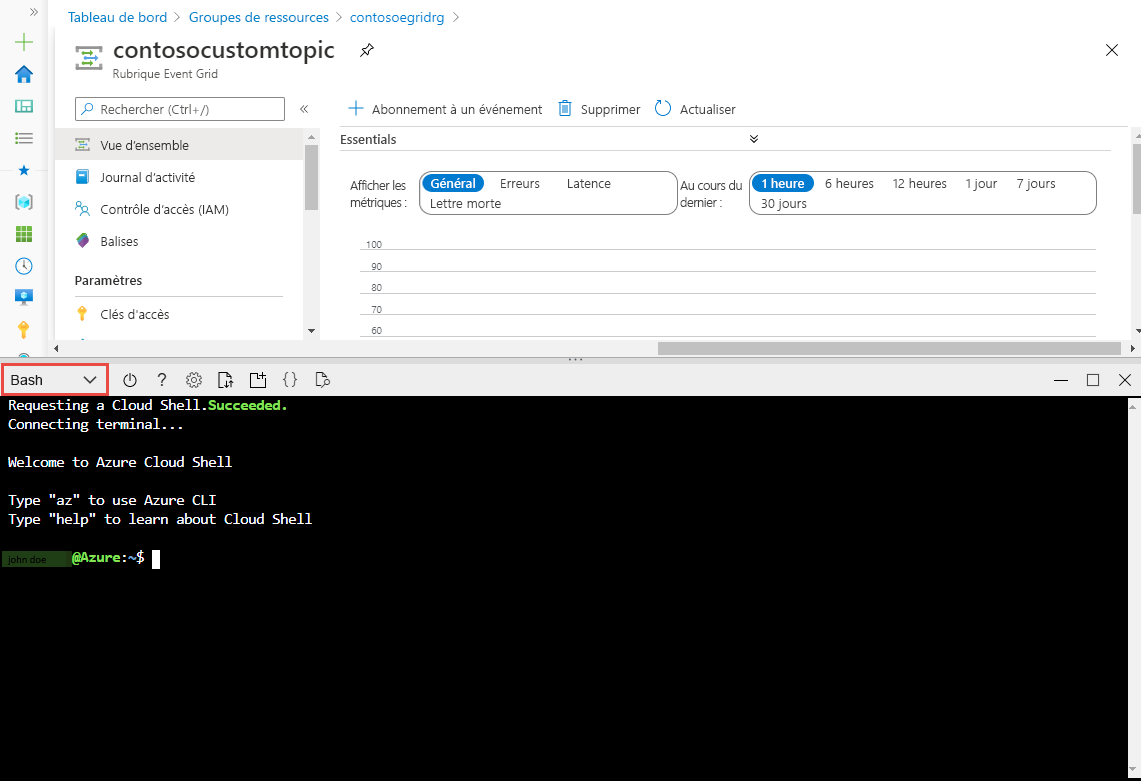 Tableau de bord > Groupes de ressources > contosoegridrg >
contosocustomtopic
Rubrique Event Grid
Rechercher (Ctrl+/)
Abonnement à un événement Supprimer Actualiser
Vue d'ensemble
Journal d'activité
Contrôle d'accès (IAM)
Balises
Paramètres
Clés d'accès
Essentials
Afficher les métriques :
Général Erreurs Latence
Lettre morte
Au cours du dernier :
1 heure 6 heures 12 heures 1 jour 7 jours
30 jours
100
90
80
70
60
Bash
Requesting a Cloud Shell.Succeeded.
Connecting terminal...
Welcome to Azure Cloud Shell
Type "az" to use Azure CLI
Type "help" to learn about Cloud Shell
john doe@Azure:~$